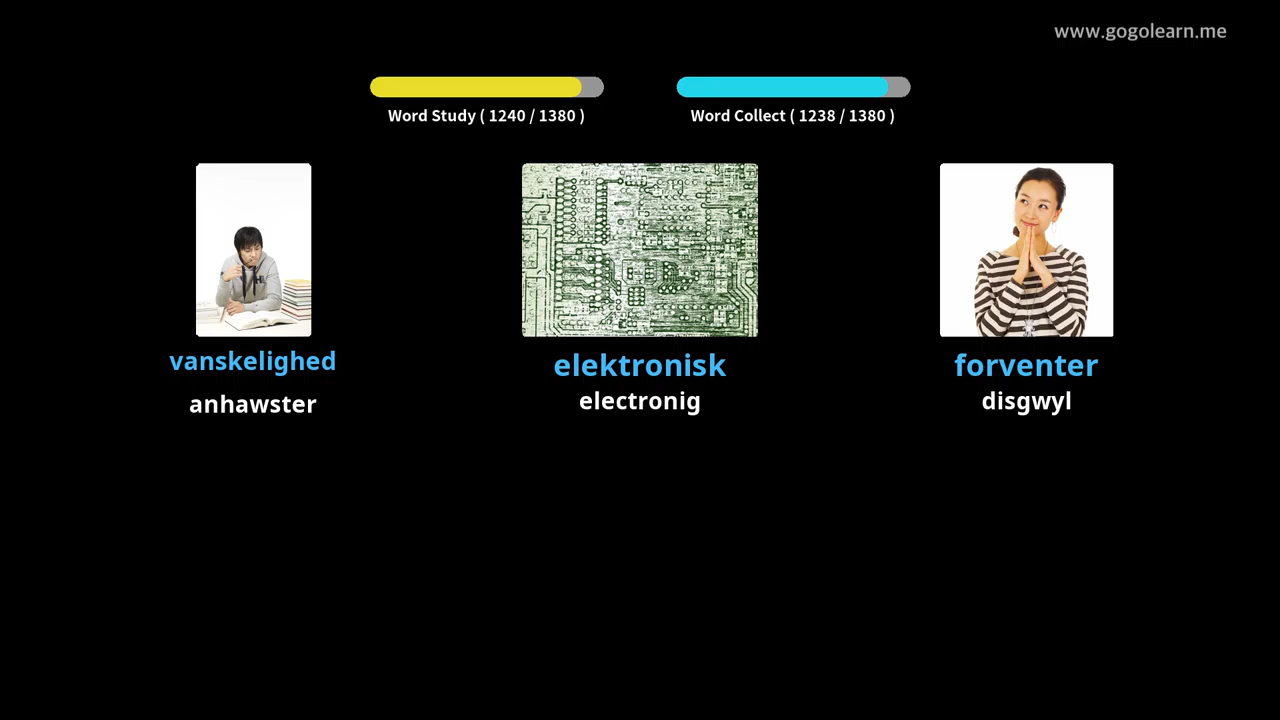 www.gogolearn.me
Word Study ( 1240 / 1380 )
Word Collect ( 1238 / 1380 )
vanskelighed
elektronisk
forventer
anhawster
electronig
disgwyl